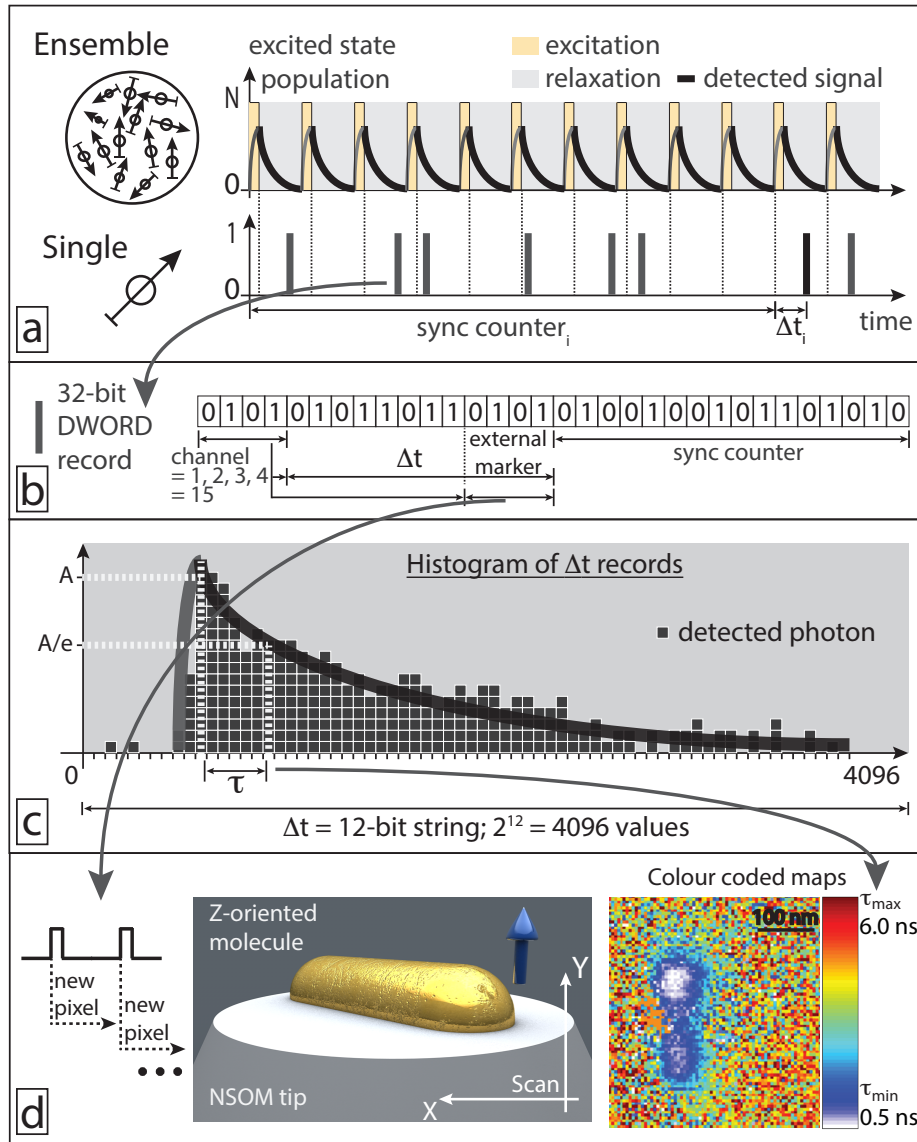 Ensemble
excited state
population
excitation
relaxation
detected signal
N
0
Single
1
0
sync counter i
Δt i
time
a
32-bit
DWORD
record
0 1 0 1 0 1 0 1 1 0 1 1 0 1 0 1 0 1 0 1 1 0 0 0 1 0 1 1 0 1 0 1 0
channel
= 1, 2, 3, 4
= 15
Δt
external
marker
sync counter
b
Histogram of Δt records
A
A/e
detected photon
0
τ
4096
Δt = 12-bit string; 2¹² = 4096 values
c
new
pixel
new
pixel
Z-oriented
molecule
Y
X
Scan
NSOM tip
Colour coded maps
100 nm
τmax
6.0 ns
τmin
0.5 ns
d